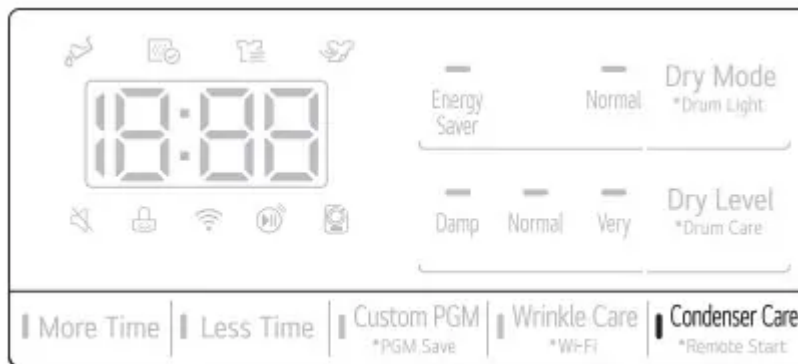 18:88
Energy
Saver
Normal
Dry Mode
*Drum Light
Damp
Normal
Very
Dry Level
*Drum Care
More Time
Less Time
Custom PGM
*PGM Save
Wrinkle Care
*Wi-Fi
Condenser Care
*Remote Start